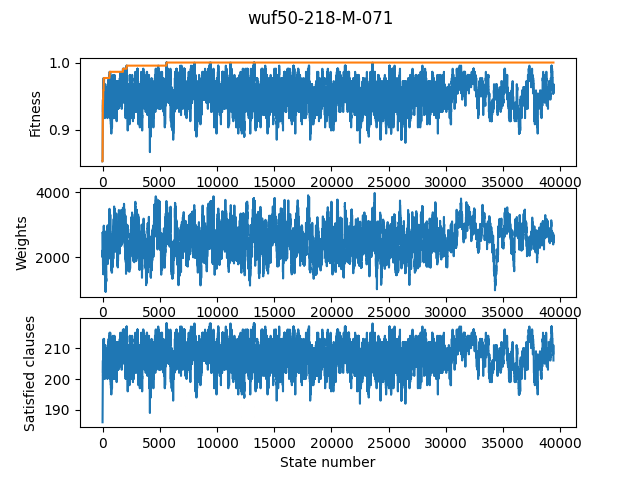 wuf50-218-M-071
1.0
0.9
Fitness
0 5000 10000 15000 20000 25000 30000 35000 40000
4000
2000
Weights
0 5000 10000 15000 20000 25000 30000 35000 40000
210
200
190
Satisfied clauses
0 5000 10000 15000 20000 25000 30000 35000 40000
State number